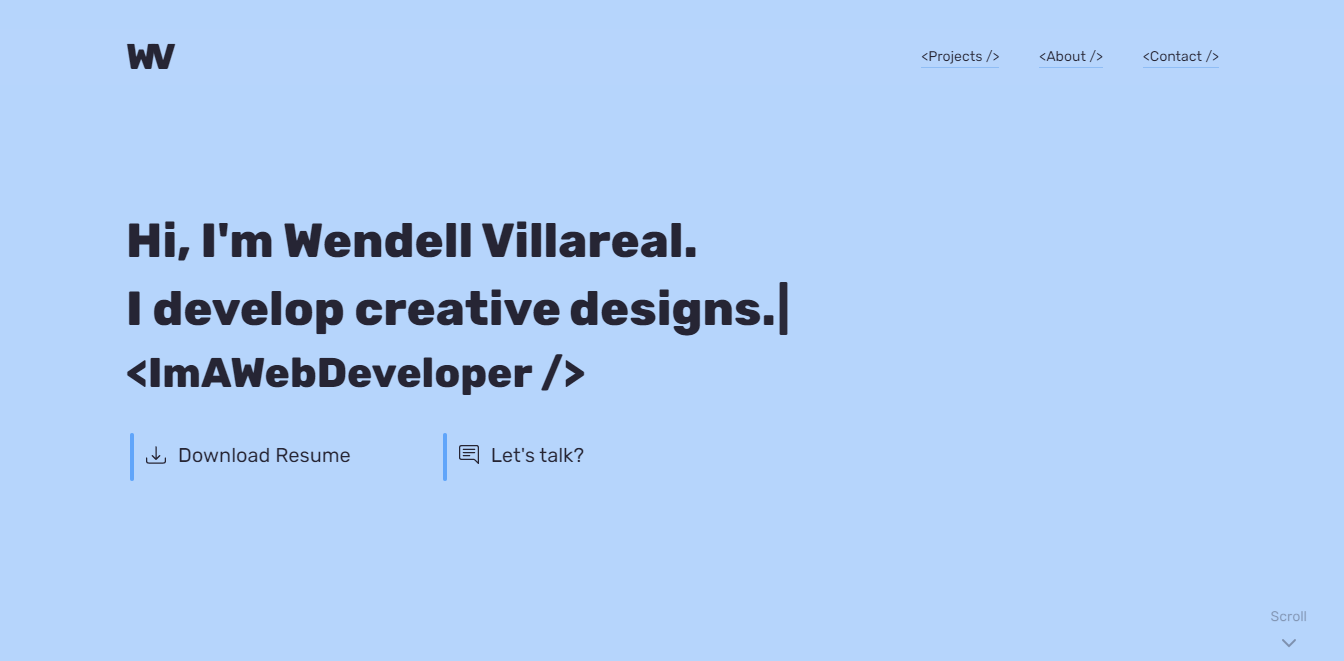 WV
<Projects />
<About />
<Contact />
Hi, I'm Wendell Villareal.
I develop creative designs.|
<ImAWebDeveloper />
Download Resume
Let's talk?
Scroll